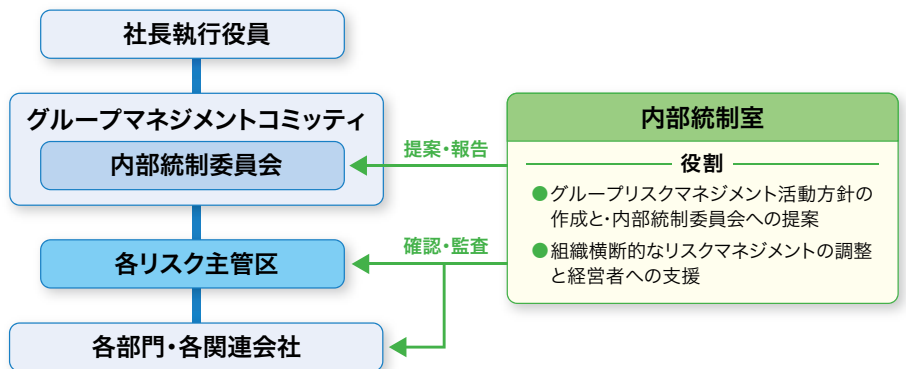 社長執行役員
グループマネジメントコミッティ
内部統制委員会
提案・報告
内部統制室
役割
●グループリスクマネジメント活動方針の
作成と・内部統制委員会への提案
●組織横断的なリスクマネジメントの調整
と経営者への支援
各リスク主管区
確認・監査
各部門・各関連会社